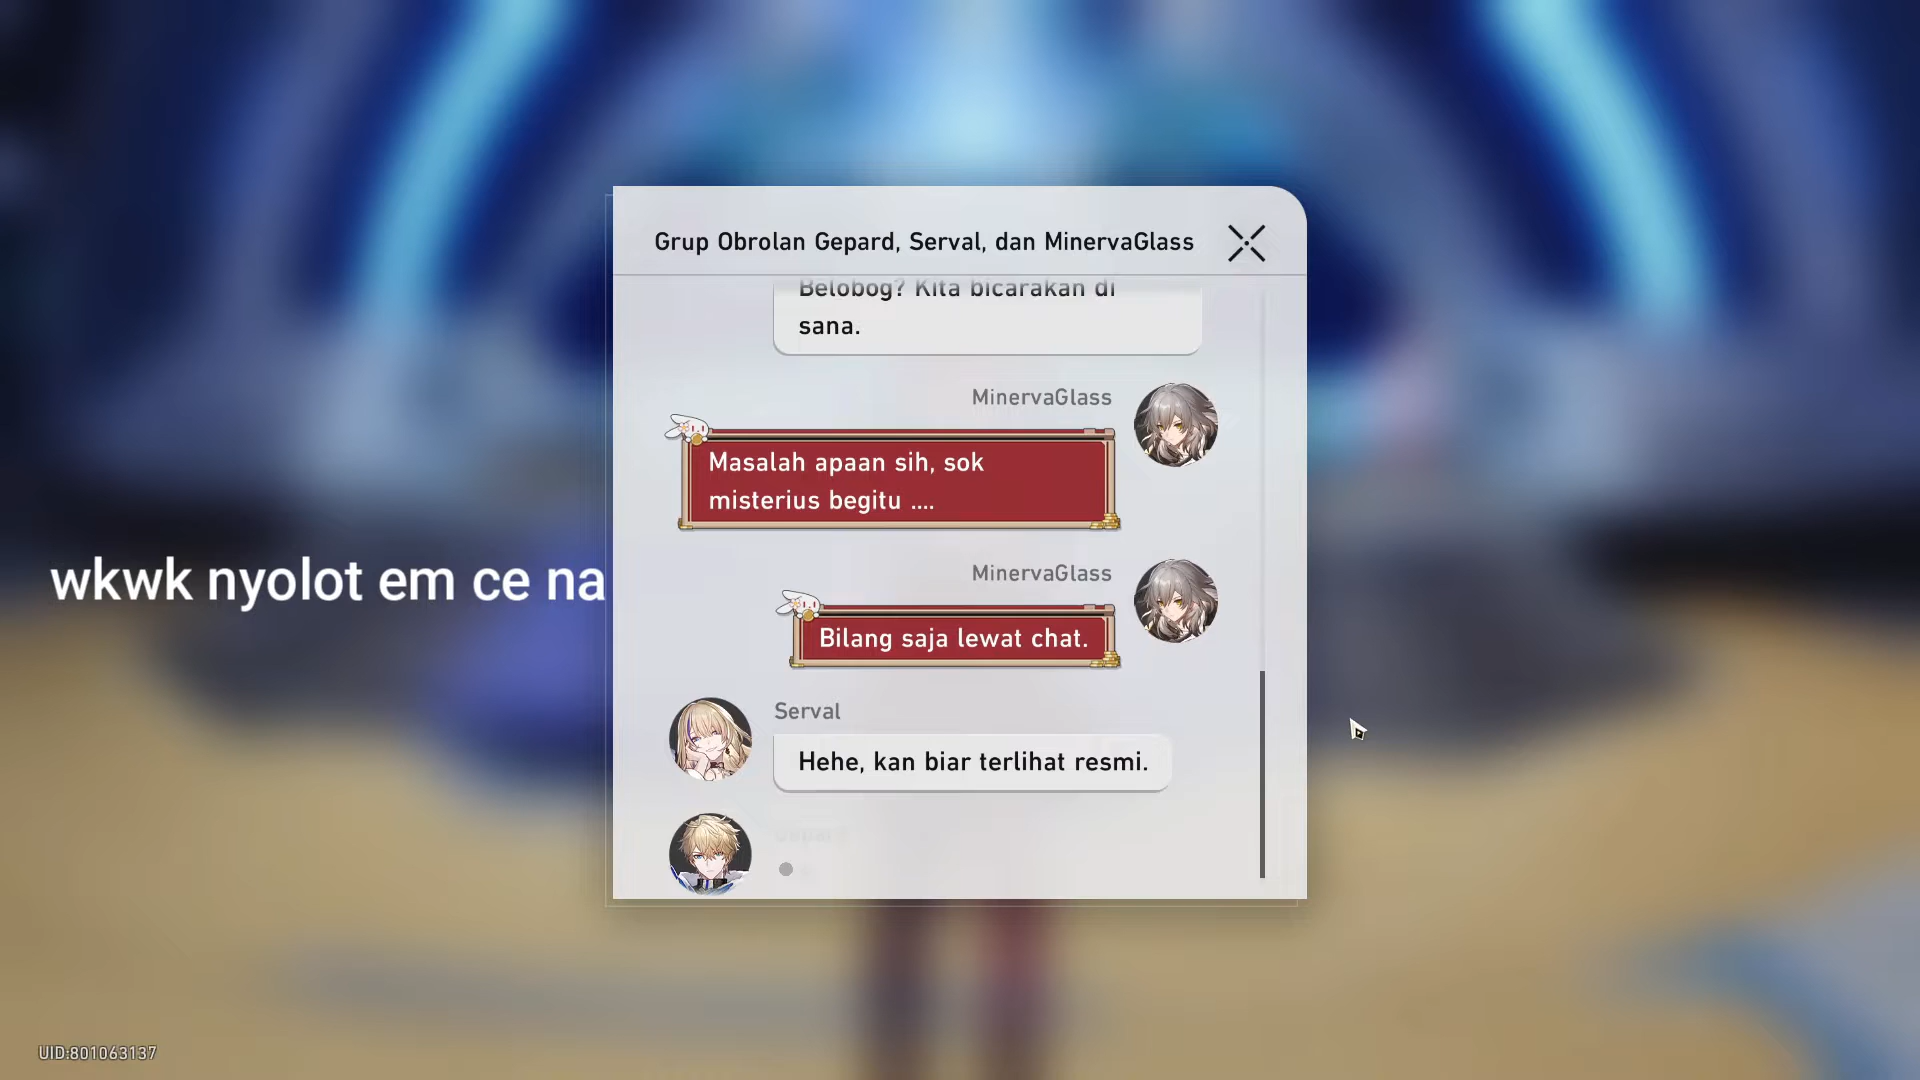 Grup Obrolan Gepard, Serval, dan MinervaGlass
Belobog? Kita bicarakan di
sana.
MinervaGlass
Masalah apaan sih, sok
misterius begitu ....
MinervaGlass
Bilang saja lewat chat.
wkwk nyolot em ce na
Serval
Hehe, kan biar terlihat resmi.
Gepard
UID:801063137